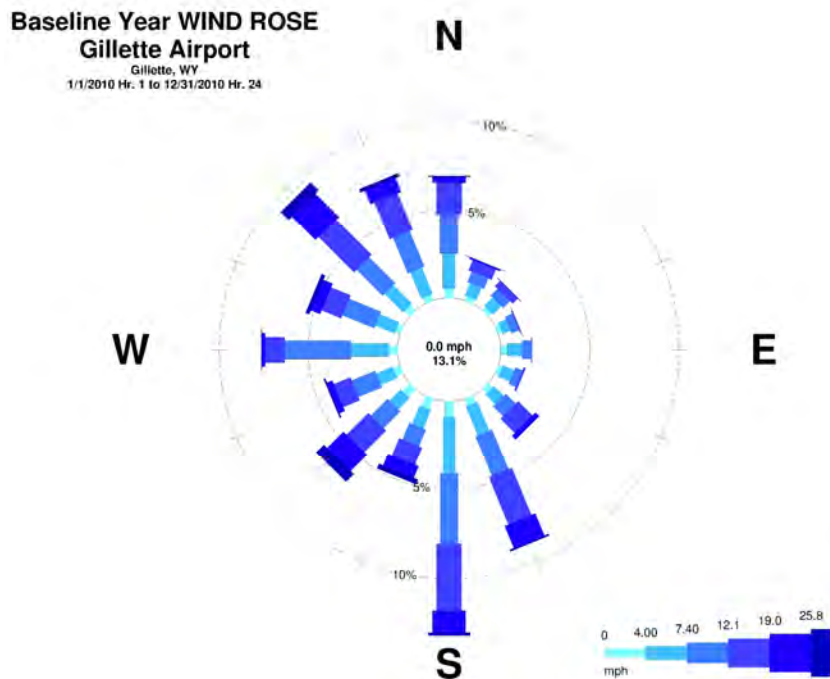 Baseline Year WIND ROSE
Gillette Airport
Gillette, WY
1/1/2010 Hr. 1 to 12/31/2010 Hr. 24
N
10%
5%
W
0.0 mph
13.1%
E
5%
10%
S
0 4.00 7.40 12.1 19.0 25.8
mph